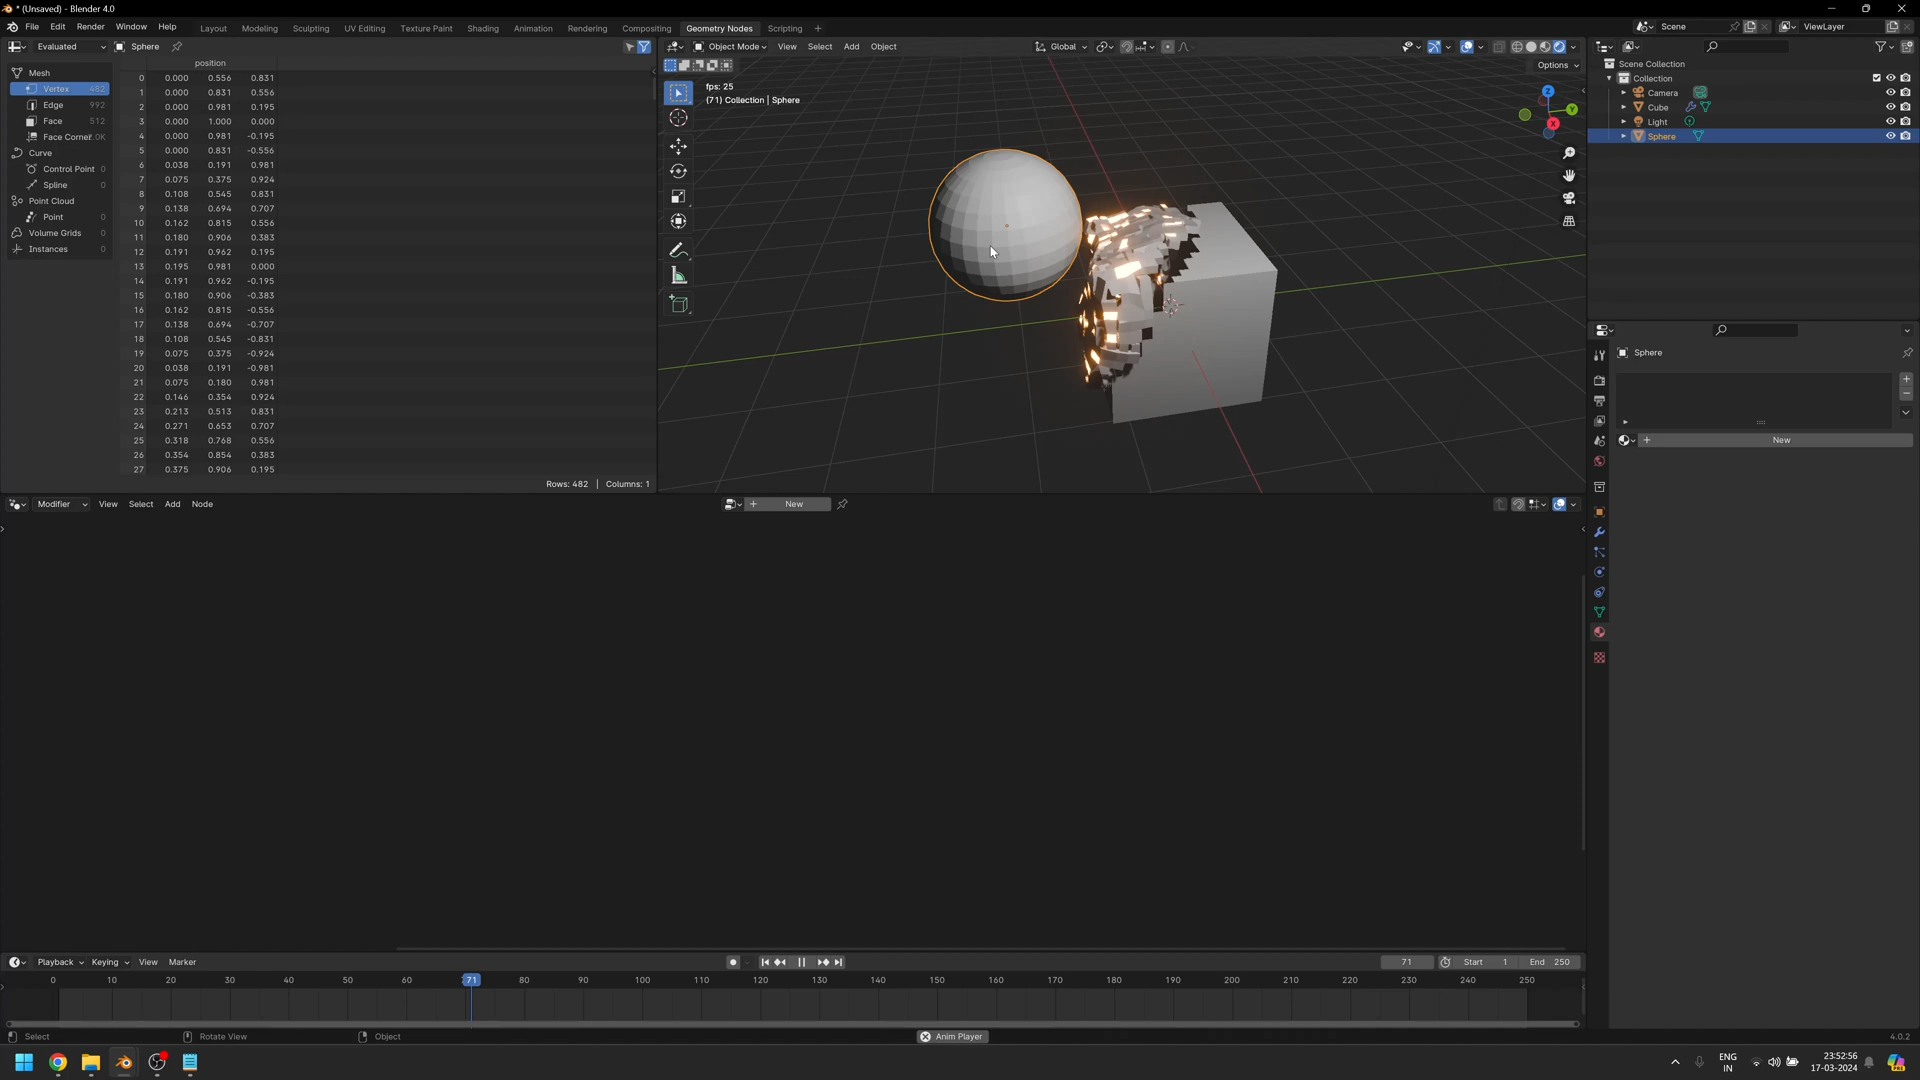 * (Unsaved) - Blender 4.0
File Edit Render Window Help
Layout Modeling Sculpting UV Editing Texture Paint Shading Animation Rendering Compositing Geometry Nodes Scripting +
Scene ViewLayer
Evaluated Sphere
position
Mesh
Vertex 482
Edge 992
Face 512
Face Corner 2.0K
Curve
Control Point 0
Spline 0
Point Cloud
Point 0
Volume Grids 0
Instances 0
0 0.000 0.556 0.831
1 0.000 0.831 0.556
2 0.000 0.981 0.195
3 0.000 1.000 0.000
4 0.000 0.981 -0.195
5 0.000 0.831 -0.556
6 0.038 0.191 0.981
7 0.075 0.375 0.924
8 0.108 0.545 0.831
9 0.138 0.694 0.707
10 0.162 0.815 0.556
11 0.180 0.906 0.383
12 0.191 0.962 0.195
13 0.195 0.981 0.000
14 0.191 0.962 -0.195
15 0.180 0.906 -0.383
16 0.162 0.815 -0.556
17 0.138 0.694 -0.707
18 0.108 0.545 -0.831
19 0.075 0.375 -0.924
20 0.038 0.191 -0.981
21 0.075 0.180 0.981
22 0.146 0.354 0.924
23 0.213 0.513 0.831
24 0.271 0.653 0.707
25 0.318 0.768 0.556
26 0.354 0.854 0.383
27 0.375 0.906 0.195
Rows: 482 | Columns: 1
Object Mode View Select Add Object
Global
Options
fps: 25
(71) Collection | Sphere
Z
Y
X
Scene Collection
Collection
Camera
Cube
Light
Sphere
Sphere
+ New
Modifier View Select Add Node
+ New
Playback Keying View Marker
71 Start 1 End 250
0 10 20 30 40 50 60 71 80 90 100 110 120 130 140 150 160 170 180 190 200 210 220 230 240 250
Select Rotate View Object
Anim Player
4.0.2
ENG
IN
23:52:56
17-03-2024
PRE